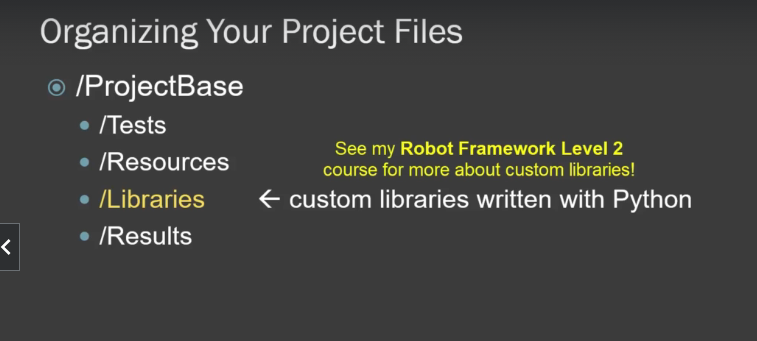 Organizing Your Project Files
/ProjectBase
/Tests
/Resources
See my Robot Framework Level 2
course for more about custom libraries!
/Libraries ← custom libraries written with Python
/Results